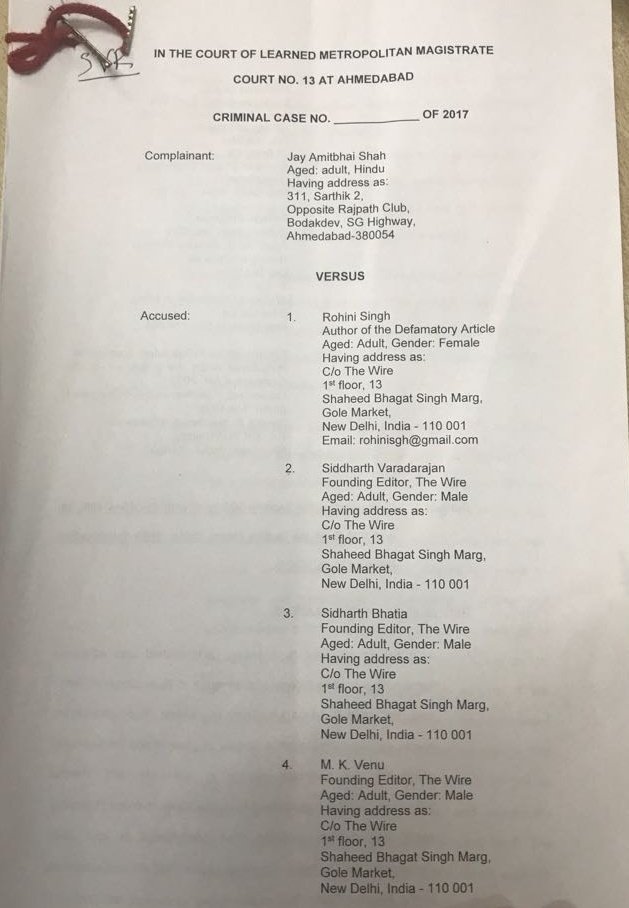 IN THE COURT OF LEARNED METROPOLITAN MAGISTRATE
COURT NO. 13 AT AHMEDABAD
CRIMINAL CASE NO. ____________ OF 2017
Complainant: Jay Amitbhai Shah
Aged: adult, Hindu
Having address as:
311, Sarthik 2,
Opposite Rajpath Club,
Bodakdev, SG Highway,
Ahmedabad-380054
VERSUS
Accused: 1. Rohini Singh
Author of the Defamatory Article
Aged: Adult, Gender: Female
Having address as:
C/o The Wire
1st floor, 13
Shaheed Bhagat Singh Marg,
Gole Market,
New Delhi, India - 110 001
Email: rohinisgh@gmail.com
2. Siddharth Varadarajan
Founding Editor, The Wire
Aged: Adult, Gender: Male
Having address as:
C/o The Wire
1st floor, 13
Shaheed Bhagat Singh Marg,
Gole Market,
New Delhi, India - 110 001
3. Sidharth Bhatia
Founding Editor, The Wire
Aged: Adult, Gender: Male
Having address as:
C/o The Wire
1st floor, 13
Shaheed Bhagat Singh Marg,
Gole Market,
New Delhi, India - 110 001
4. M. K. Venu
Founding Editor, The Wire
Aged: Adult, Gender: Male
Having address as:
C/o The Wire
1st floor, 13
Shaheed Bhagat Singh Marg,
Gole Market,
New Delhi, India - 110 001